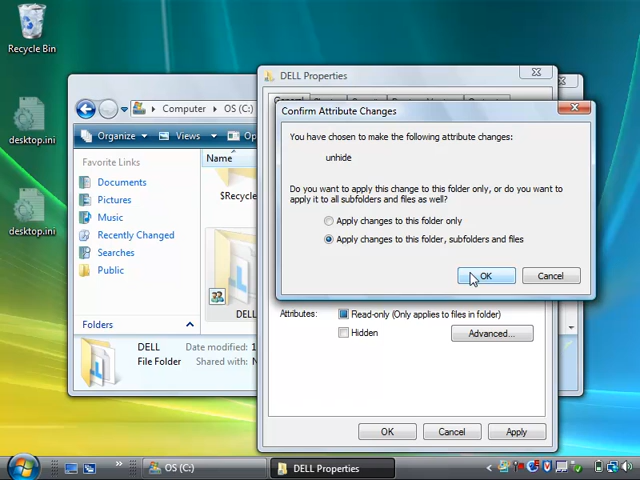 Recycle Bin
desktop.ini
desktop.ini
Computer
OS (C:)
Organize
Views
Favorite Links
Documents
Pictures
Music
Recently Changed
Searches
Public
Folders
Name
$Recycle
DELL
DELL
File Folder
Date modified: 1
Shared with:
DELL Properties
General
Confirm Attribute Changes
You have chosen to make the following attribute changes:
unhide
Do you want to apply this change to this folder only, or do you want to
apply it to all subfolders and files as well?
Apply changes to this folder only
Apply changes to this folder, subfolders and files
OK
Cancel
Attributes:
Read-only (Only applies to files in folder)
Hidden
Advanced...
OK
Cancel
Apply
OS (C:)
DELL Properties